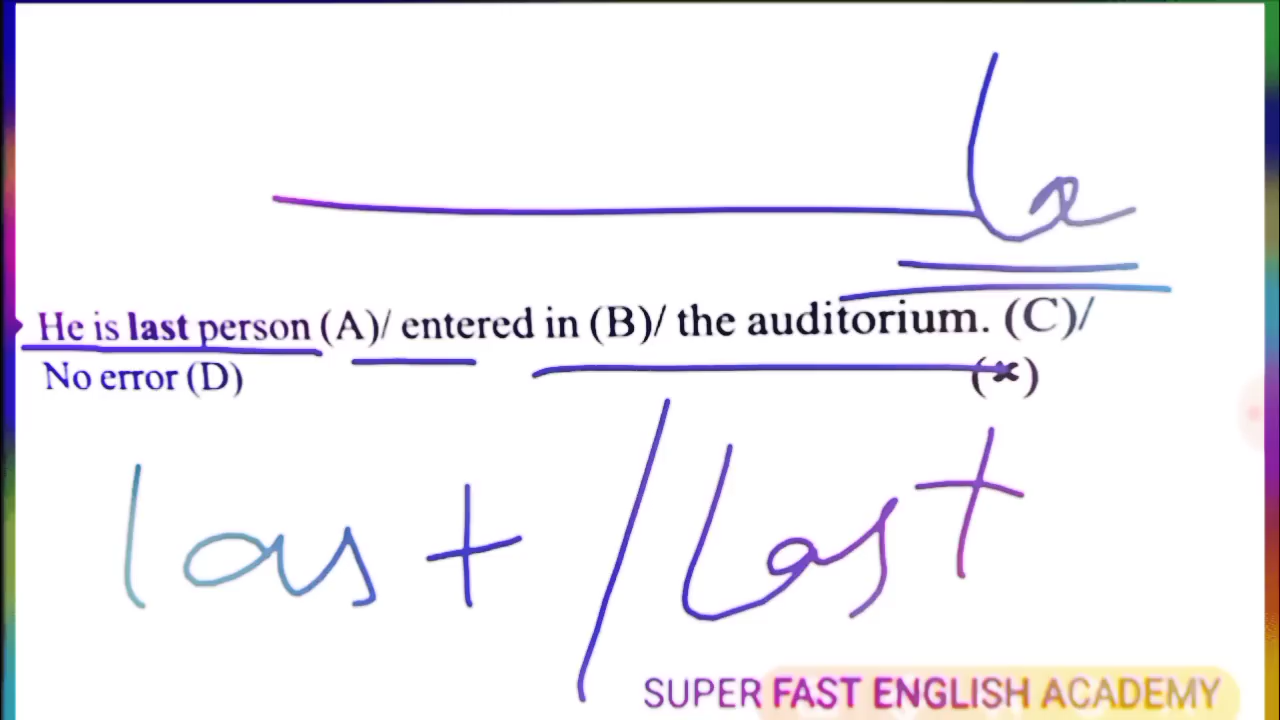 He is last person (A)/ entered in (B)/ the auditorium. (C)/
No error (D) (×)
last / last
SUPER FAST ENGLISH ACADEMY